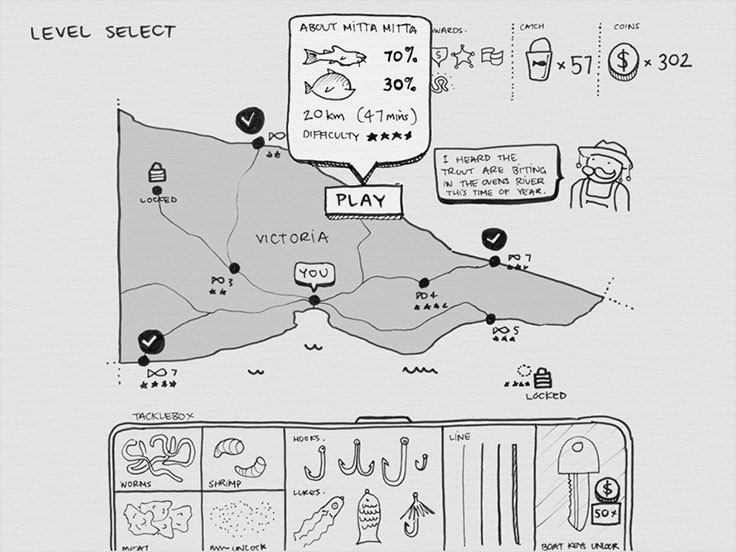 LEVEL SELECT
ABOUT MITTA MITTA
70%
30%
20 km (47 mins)
DIFFICULTY
WARDS.
$
CATCH
× 57
COINS
$
× 302
I HEARD THE
TROUT ARE BITING
IN THE OVENS RIVER
THIS TIME OF YEAR.
PLAY
LOCKED
VICTORIA
YOU
3
7
4
5
7
LOCKED
TACKLEBOX
WORMS
SHRIMP
HOOKS.
LURES.
LINE
MEAT
UNLOCK
$
50 ×
BOAT KEYS UNLOCK